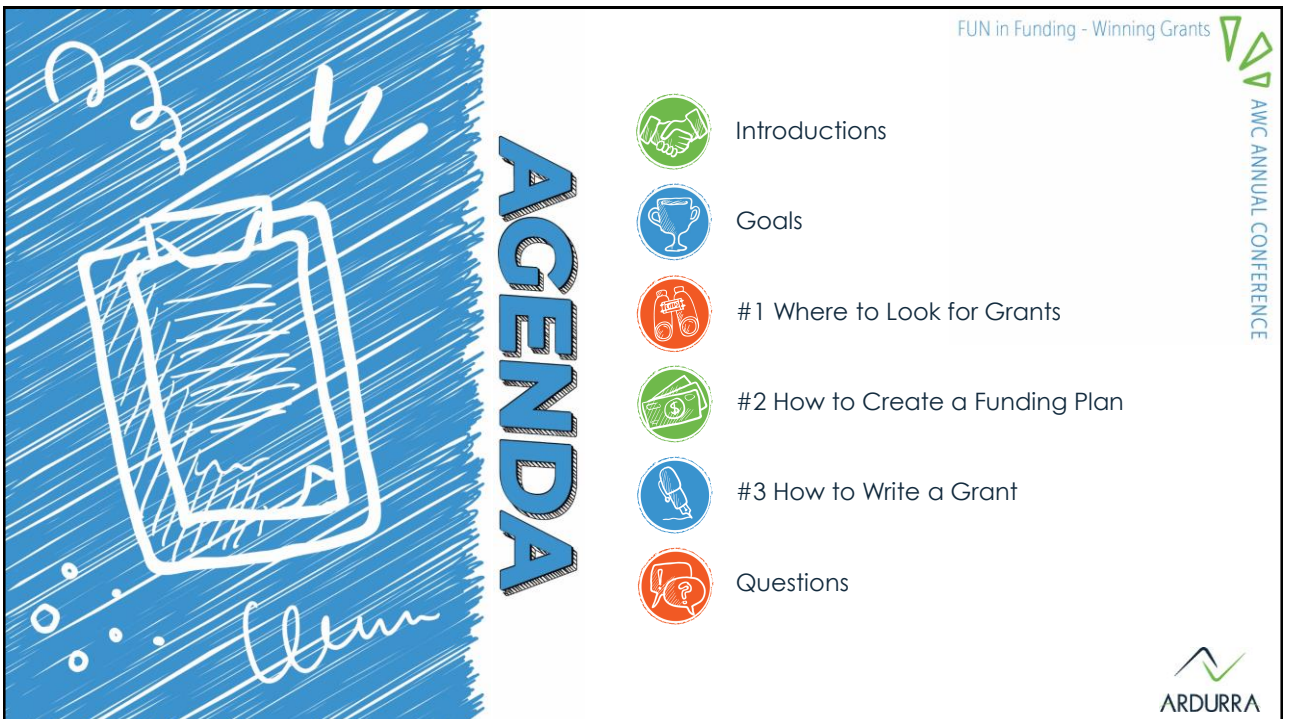 FUN in Funding - Winning Grants
AWC ANNUAL CONFERENCE
AGENDA
Introductions
Goals
#1 Where to Look for Grants
#2 How to Create a Funding Plan
#3 How to Write a Grant
Questions
ARDURRA